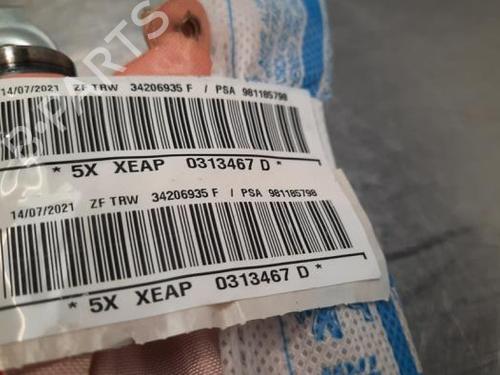 14/07/2021 ZF TRW 34206935 F / PSA 981185798
* 5X XEAP 0313467 D *
14/07/2021 ZF TRW 34206935 F / PSA 981185798
* 5X XEAP 0313467 D *